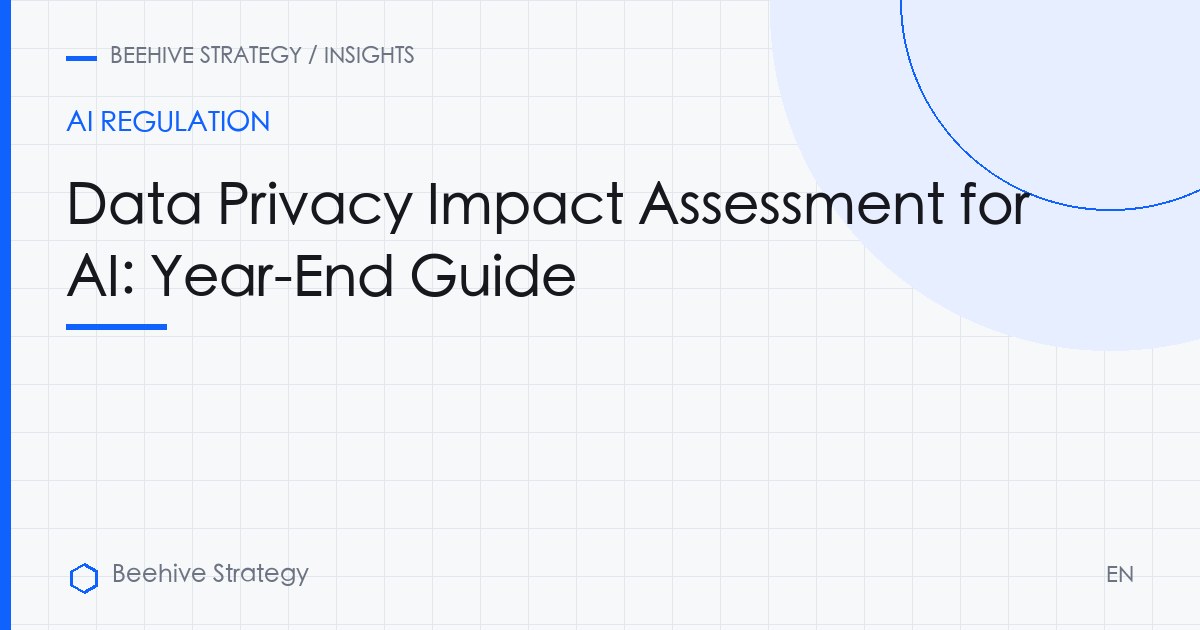 BEEHIVE STRATEGY / INSIGHTS
AI REGULATION
Data Privacy Impact Assessment for
AI: Year-End Guide
Beehive Strategy
EN